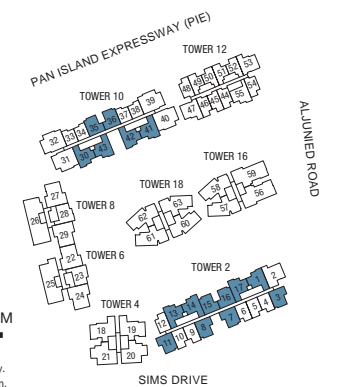 PAN ISLAND EXPRESSWAY (PIE)
TOWER 12
48 49 50 51 52 53
47 46 45 44 55 54
TOWER 10
32 33 34 35 36 37 38 39
31 30 43 42 41 40
ALJUNIED ROAD
TOWER 16
58 59
57 56
TOWER 18
62 63
61 60
TOWER 8
27
26 28
29
TOWER 6
22
25 23
24
TOWER 2
12 13 14 15 16 17 1 2
11 10 9 8 7 6 5 4 3
TOWER 4
18 19
21 20
M
y.
m.
SIMS DRIVE